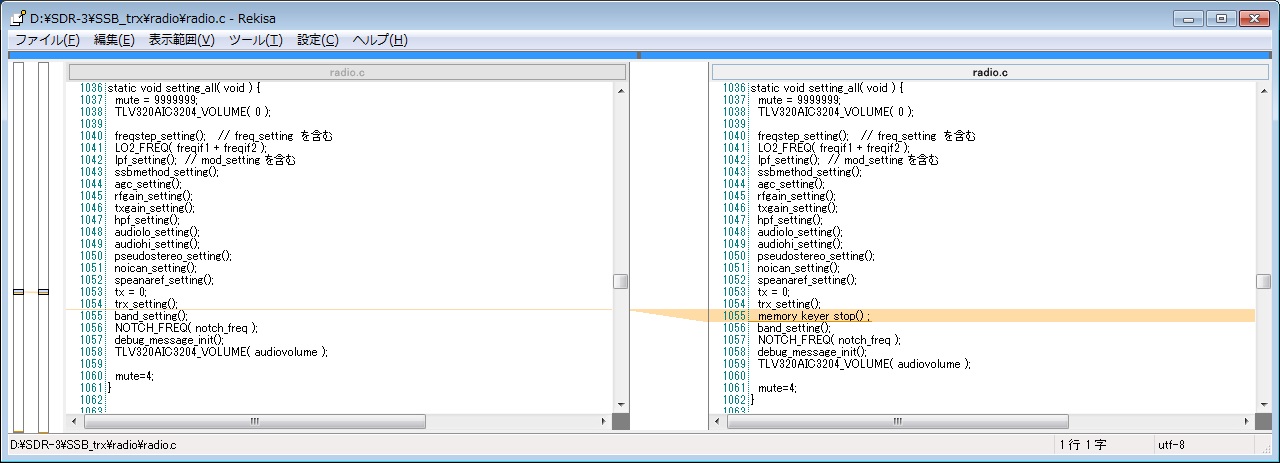 D:¥SDR-3¥SSB_trx¥radio¥radio.c - Rekisa
ファイル(F) 編集(E) 表示範囲(V) ツール(T) 設定(C) ヘルプ(H)
radio.c
1036 static void setting_all( void ) {
1037 mute = 9999999;
1038 TLV320AIC3204_VOLUME( 0 );
1039
1040 freqstep_setting(); // freq_setting を含む
1041 LO2_FREQ( freqif1 + freqif2 );
1042 lpf_setting(); // mod_setting を含む
1043 ssbmethod_setting();
1044 agc_setting();
1045 rfgain_setting();
1046 txgain_setting();
1047 hpf_setting();
1048 audiolo_setting();
1049 audiohi_setting();
1050 pseudostereo_setting();
1051 noican_setting();
1052 speanaref_setting();
1053 tx = 0;
1054 trx_setting();
1055 band_setting();
1056 NOTCH_FREQ( notch_freq );
1057 debug_message_init();
1058 TLV320AIC3204_VOLUME( audiovolume );
1059
1060 mute=4;
1061 }
1062
1063
radio.c
1036 static void setting_all( void ) {
1037 mute = 9999999;
1038 TLV320AIC3204_VOLUME( 0 );
1039
1040 freqstep_setting(); // freq_setting を含む
1041 LO2_FREQ( freqif1 + freqif2 );
1042 lpf_setting(); // mod_setting を含む
1043 ssbmethod_setting();
1044 agc_setting();
1045 rfgain_setting();
1046 txgain_setting();
1047 hpf_setting();
1048 audiolo_setting();
1049 audiohi_setting();
1050 pseudostereo_setting();
1051 noican_setting();
1052 speanaref_setting();
1053 tx = 0;
1054 trx_setting();
1055 memory_keyer_stop() ;
1056 band_setting();
1057 NOTCH_FREQ( notch_freq );
1058 debug_message_init();
1059 TLV320AIC3204_VOLUME( audiovolume );
1060
1061 mute=4;
1062 }
1063
D:¥SDR-3¥SSB_trx¥radio¥radio.c
1 行 1 字
utf-8